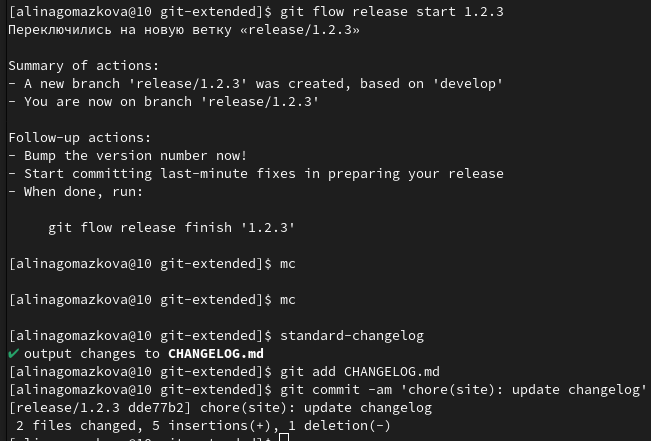 [alinagomazkova@10 git-extended]$ git flow release start 1.2.3
Переключились на новую ветку «release/1.2.3»
Summary of actions:
- A new branch 'release/1.2.3' was created, based on 'develop'
- You are now on branch 'release/1.2.3'
Follow-up actions:
- Bump the version number now!
- Start committing last-minute fixes in preparing your release
- When done, run:
git flow release finish '1.2.3'
[alinagomazkova@10 git-extended]$ mc
[alinagomazkova@10 git-extended]$ mc
[alinagomazkova@10 git-extended]$ standard-changelog
✔ output changes to CHANGELOG.md
[alinagomazkova@10 git-extended]$ git add CHANGELOG.md
[alinagomazkova@10 git-extended]$ git commit -am 'chore(site): update changelog'
[release/1.2.3 dde77b2] chore(site): update changelog
2 files changed, 5 insertions(+), 1 deletion(-)